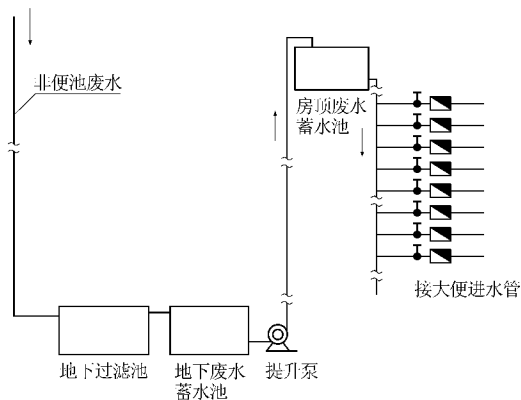 非便池废水
房顶废水
蓄水池
接大便进水管
地下过滤池
地下废水
蓄水池
提升泵